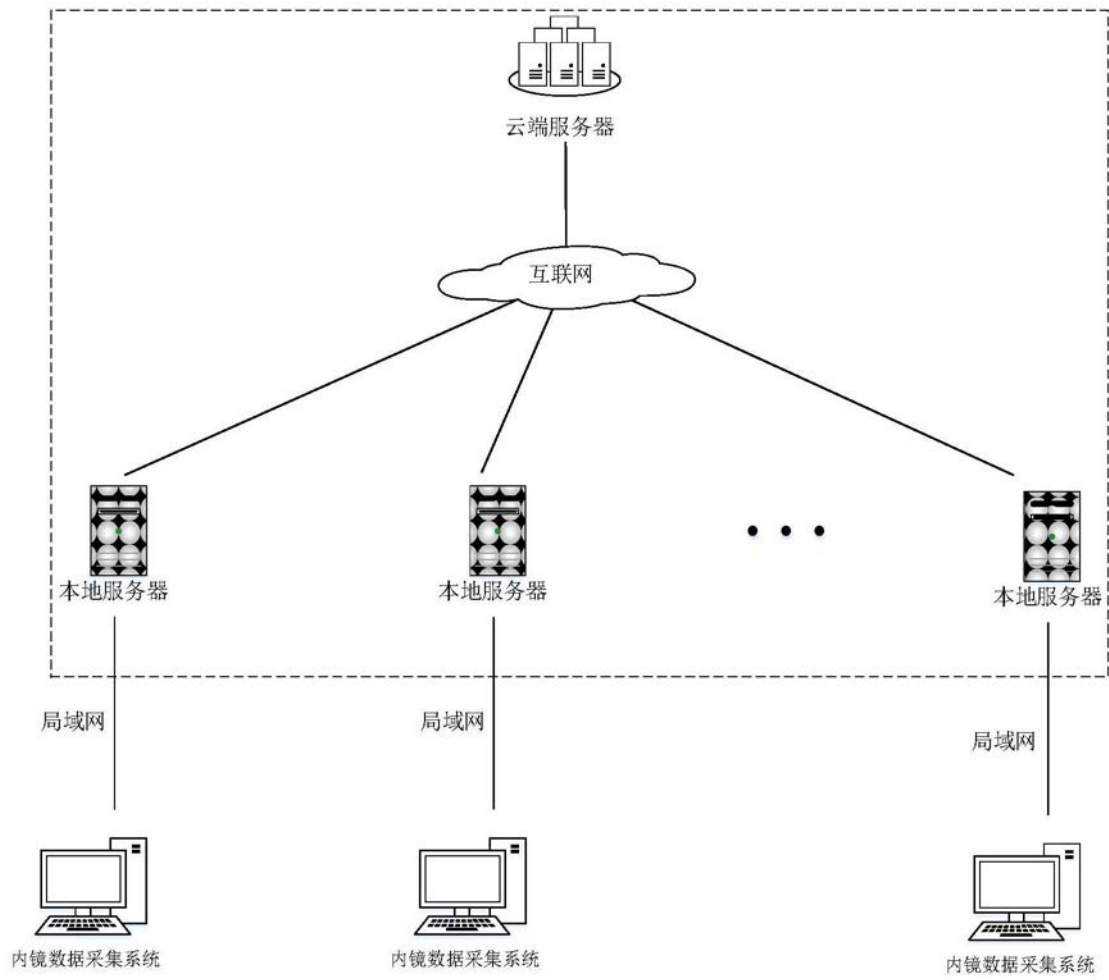 云端服务器
互联网
本地服务器
本地服务器
本地服务器
局域网
局域网
局域网
内镜数据采集系统
内镜数据采集系统
内镜数据采集系统